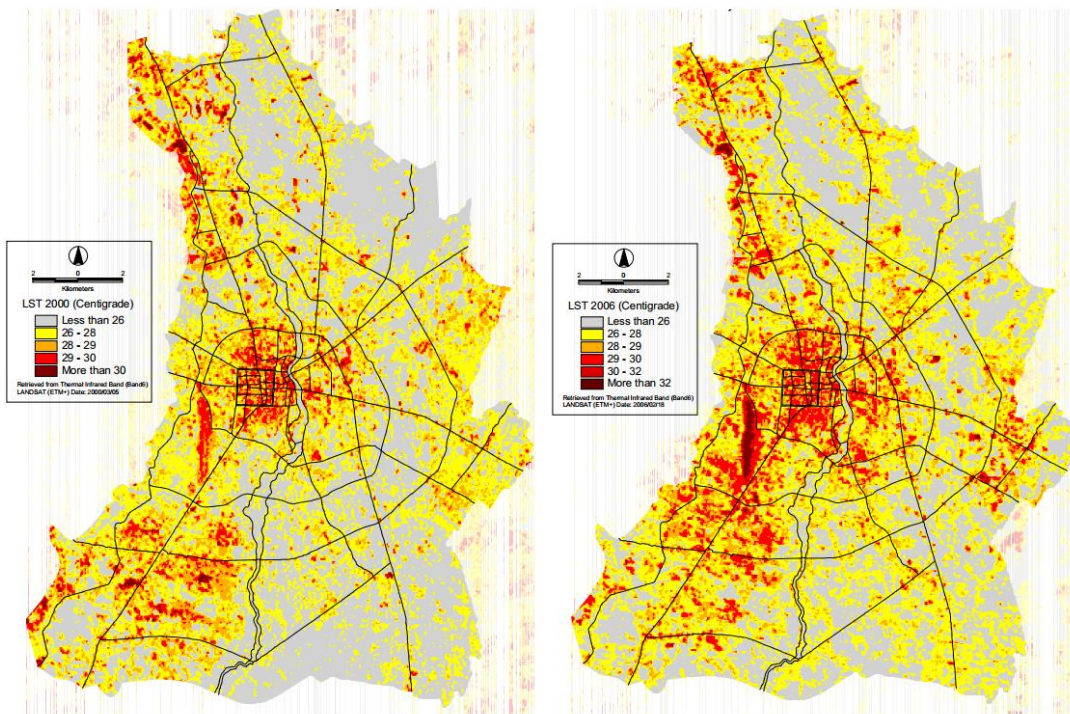 2 0 2
Kilometers
LST 2000 (Centigrade)
Less than 26
26 - 28
28 - 29
29 - 30
More than 30
Retrieved from Thermal Infrared Band (Band6)
LANDSAT (ETM+) Date: 2000/03/05
2 0 2
Kilometers
LST 2006 (Centigrade)
Less than 26
26 - 28
28 - 29
29 - 30
30 - 32
More than 32
Retrieved from Thermal Infrared Band (Band6)
LANDSAT (ETM+) Date: 2006/02/18